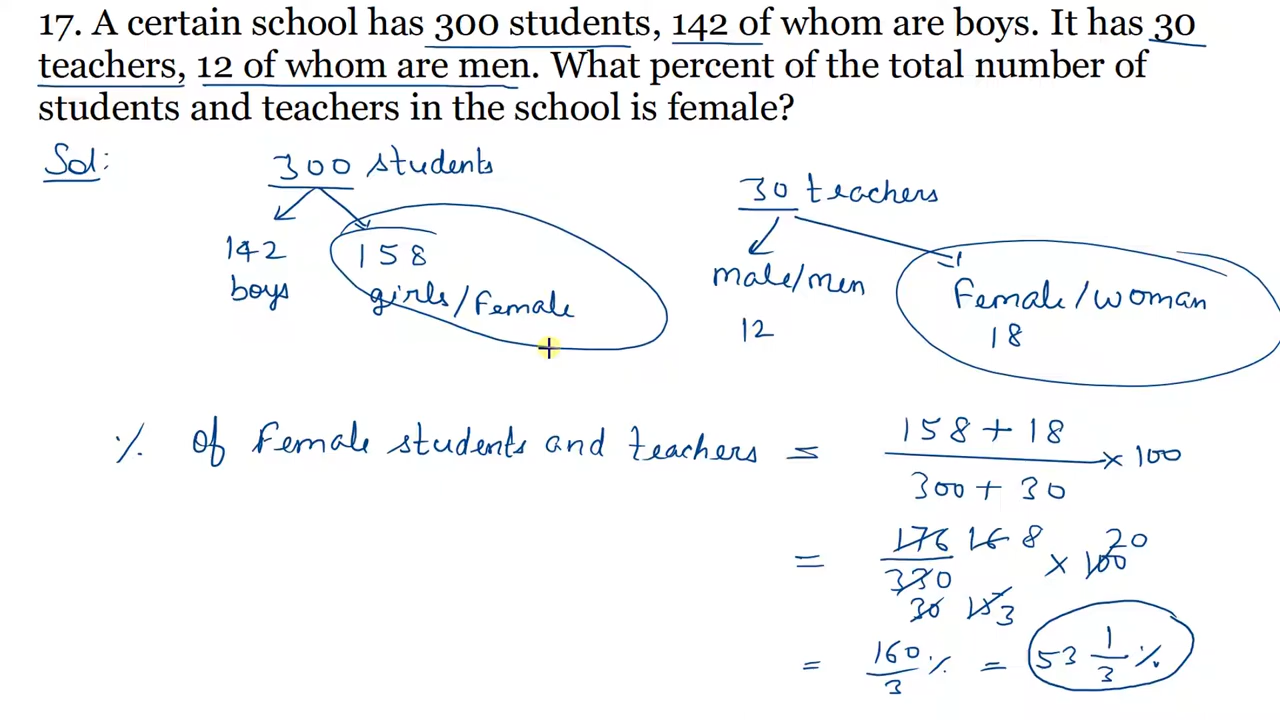 17. A certain school has 300 students, 142 of whom are boys. It has 30
teachers, 12 of whom are men. What percent of the total number of
students and teachers in the school is female?
Sol:
300 students
30 teachers
142
boys
158
girls/Female
male/men
12
Female/woman
18
% of Female students and teachers = 158 + 18 / 300 + 30 × 100
= 176 16 8 / 330 30 15 3 × 100 20
= 160/3 % = 53 1/3 %